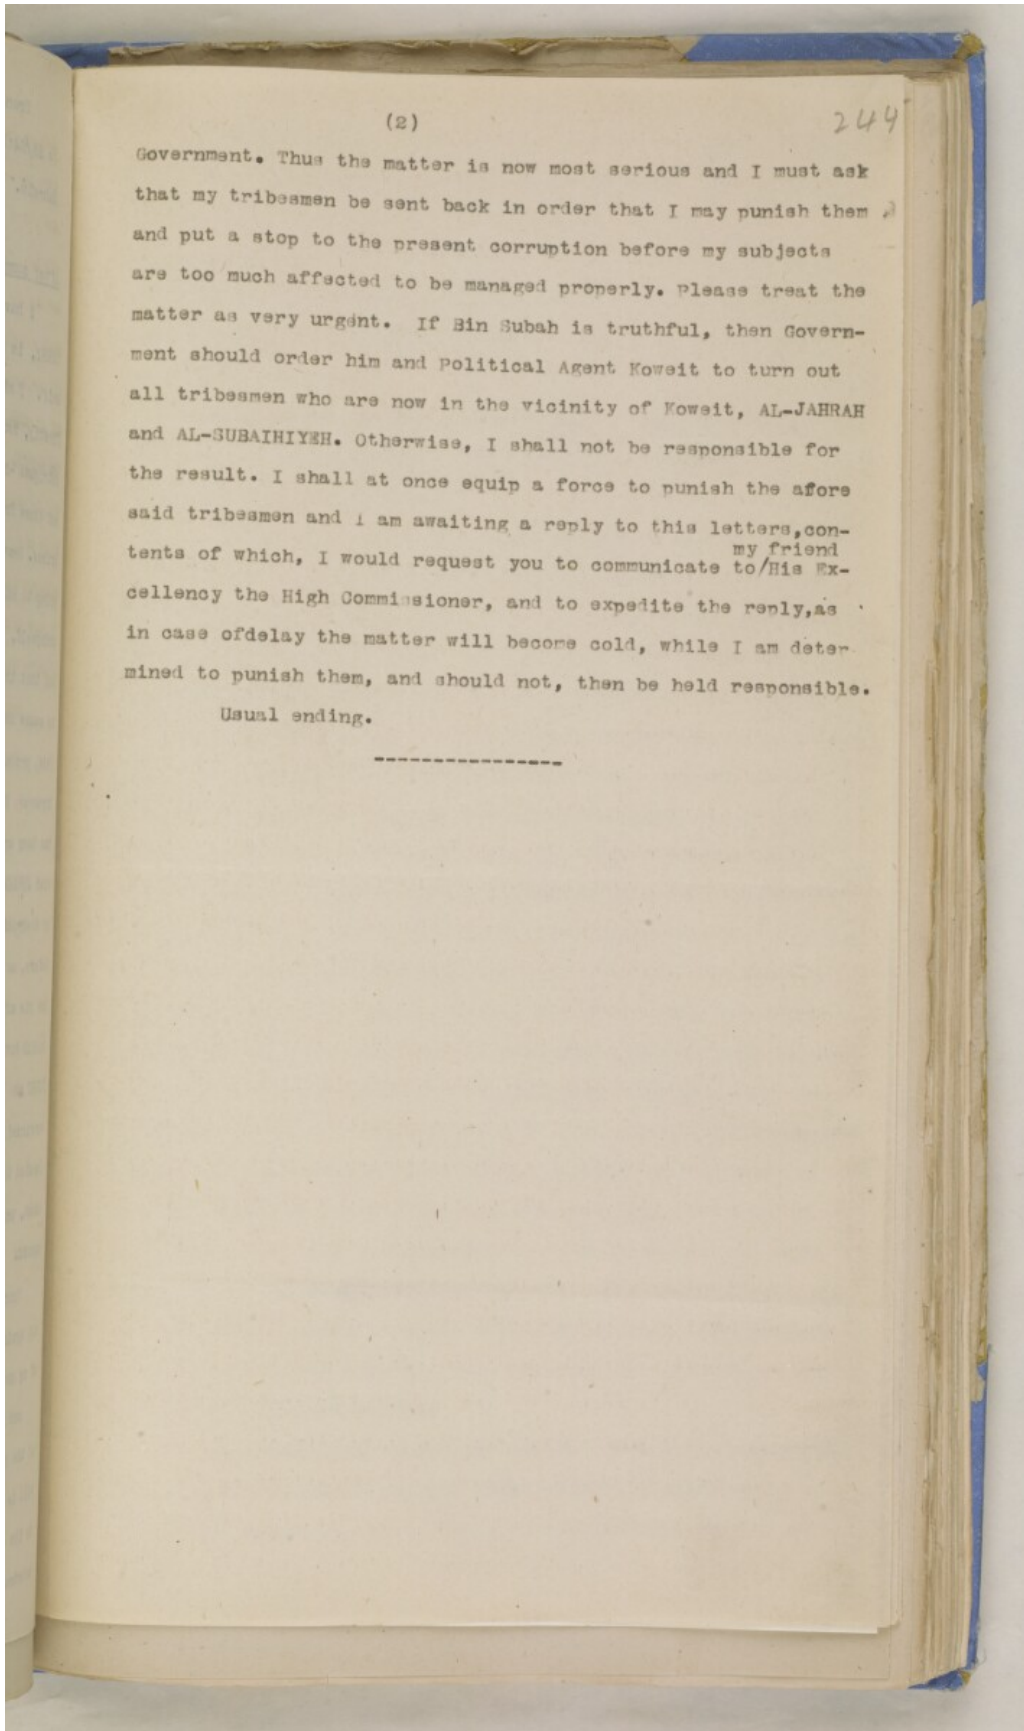 (2)
244
Government. Thus the matter is now most serious and I must ask
that my tribesmen be sent back in order that I may punish them
and put a stop to the present corruption before my subjects
are too much affected to be managed properly. Please treat the
matter as very urgent. If Bin Subah is truthful, then Govern-
ment should order him and Political Agent Koweit to turn out
all tribesmen who are now in the vicinity of Koweit, AL-JAHRAH
and AL-SUBAIHIYEH. Otherwise, I shall not be responsible for
the result. I shall at once equip a force to punish the afore
said tribesmen and I am awaiting a reply to this letters,con-
my friend
tents of which, I would request you to communicate to/His Ex-
cellency the High Commissioner, and to expedite the reply,as
in case ofdelay the matter will become cold, while I am deter-
mined to punish them, and should not, then be held responsible.
Usual ending.
----------------